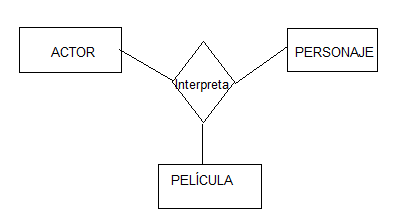 ACTOR
PERSONAJE
Interpreta
PELÍCULA